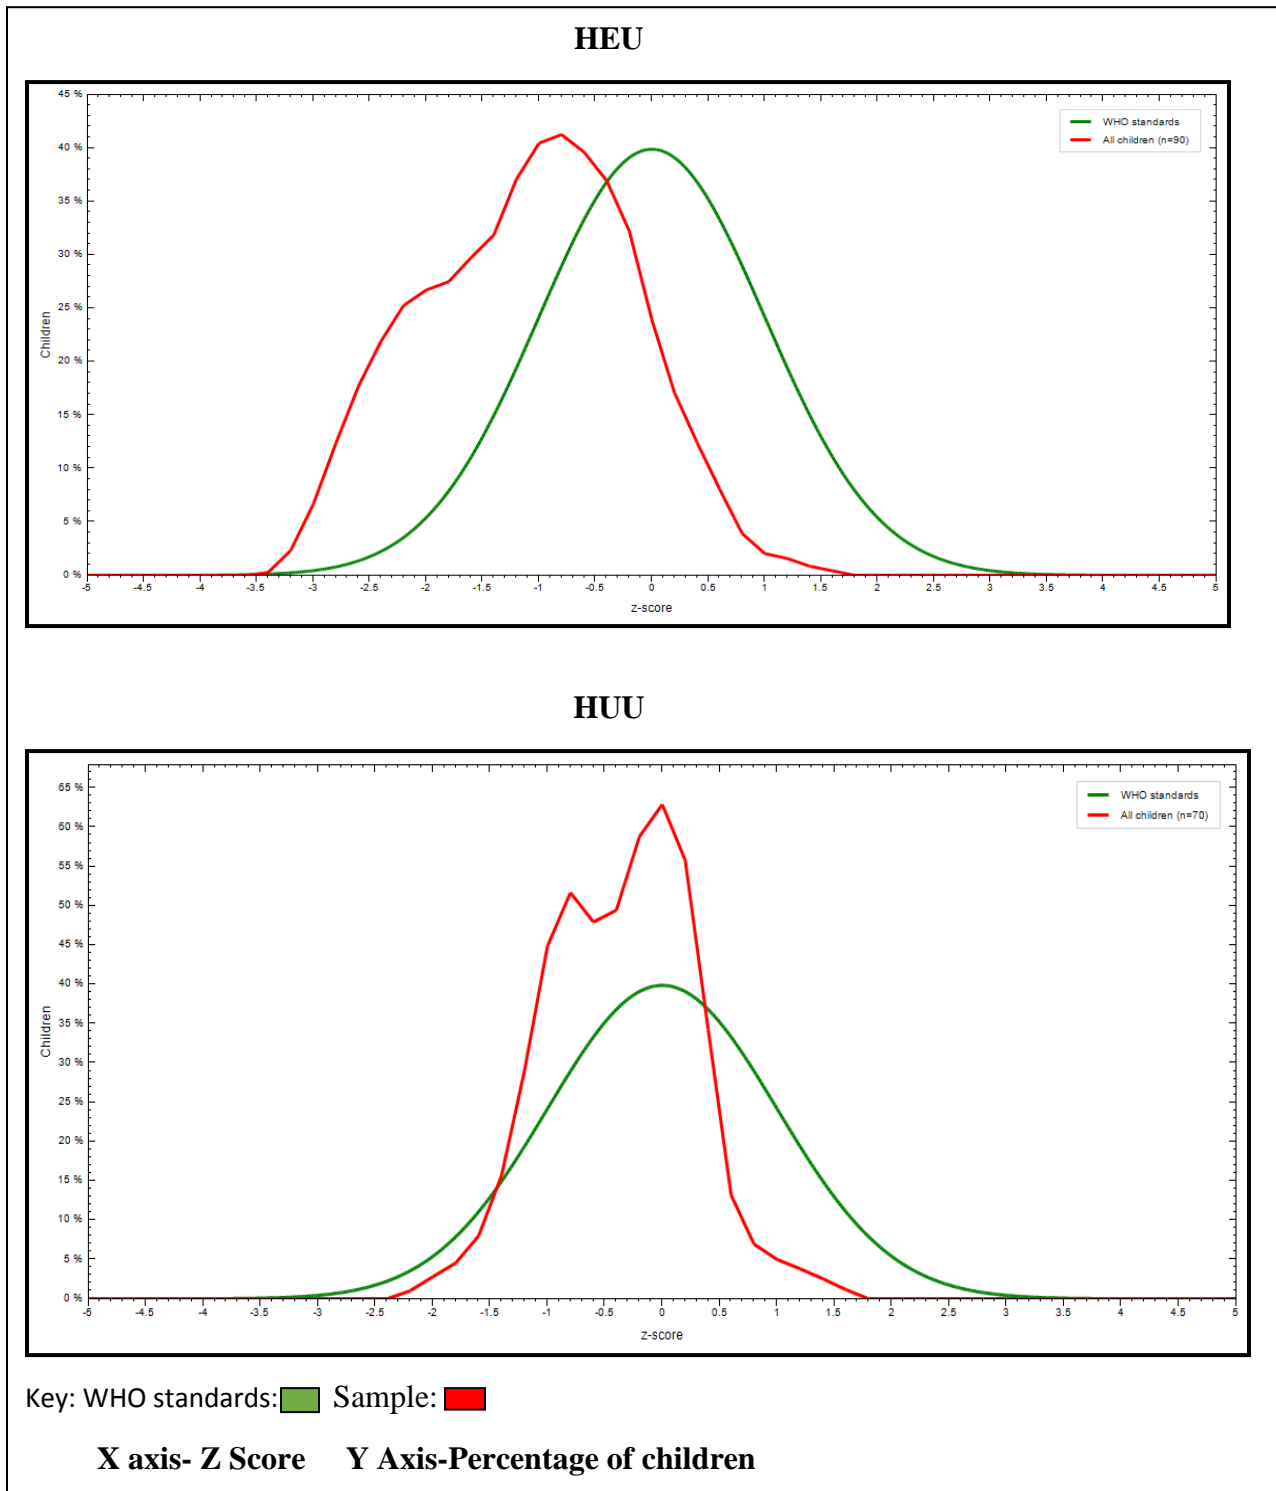 HEU
45 %
40 %
35 %
30 %
25 %
20 %
15 %
10 %
5 %
0 %
Children
WHO standards
All children (n=90)
-5 -4.5 -4 -3.5 -3 -2.5 -2 -1.5 -1 -0.5 0 0.5 1 1.5 2 2.5 3 3.5 4 4.5 5
z-score
HUU
65 %
60 %
55 %
50 %
45 %
40 %
35 %
30 %
25 %
20 %
15 %
10 %
5 %
0 %
Children
WHO standards
All children (n=70)
-5 -4.5 -4 -3.5 -3 -2.5 -2 -1.5 -1 -0.5 0 0.5 1 1.5 2 2.5 3 3.5 4 4.5 5
z-score
Key: WHO standards: Sample:
X axis- Z Score Y Axis-Percentage of children